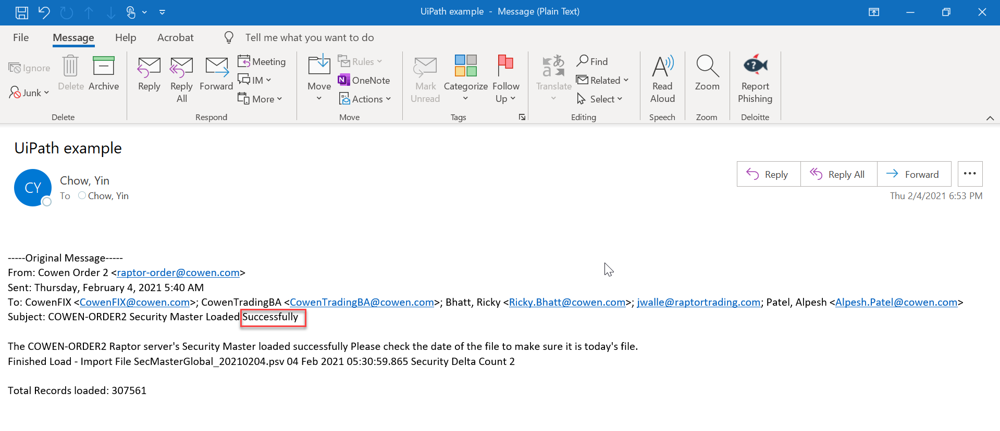 UiPath example - Message (Plain Text)
File Message Help Acrobat Tell me what you want to do
Ignore
Junk
Delete
Archive
Delete
Reply
Reply All
Forward
Meeting
IM
More
Respond
Move
Rules
OneNote
Actions
Move
Mark Unread
Categorize
Follow Up
Tags
Translate
Find
Related
Select
Editing
Read Aloud
Speech
Zoom
Zoom
Report Phishing
Deloitte
UiPath example
CY
Chow, Yin
To Chow, Yin
Reply Reply All Forward
Thu 2/4/2021 6:53 PM
-----Original Message-----
From: Cowen Order 2 <raptor-order@cowen.com>
Sent: Thursday, February 4, 2021 5:40 AM
To: CowenFIX <CowenFIX@cowen.com>; CowenTradingBA <CowenTradingBA@cowen.com>; Bhatt, Ricky <Ricky.Bhatt@cowen.com>; jwalle@raptortrading.com; Patel, Alpesh <Alpesh.Patel@cowen.com>
Subject: COWEN-ORDER2 Security Master Loaded Successfully
The COWEN-ORDER2 Raptor server's Security Master loaded successfully Please check the date of the file to make sure it is today's file.
Finished Load - Import File SecMasterGlobal_20210204.psv 04 Feb 2021 05:30:59.865 Security Delta Count 2
Total Records loaded: 307561